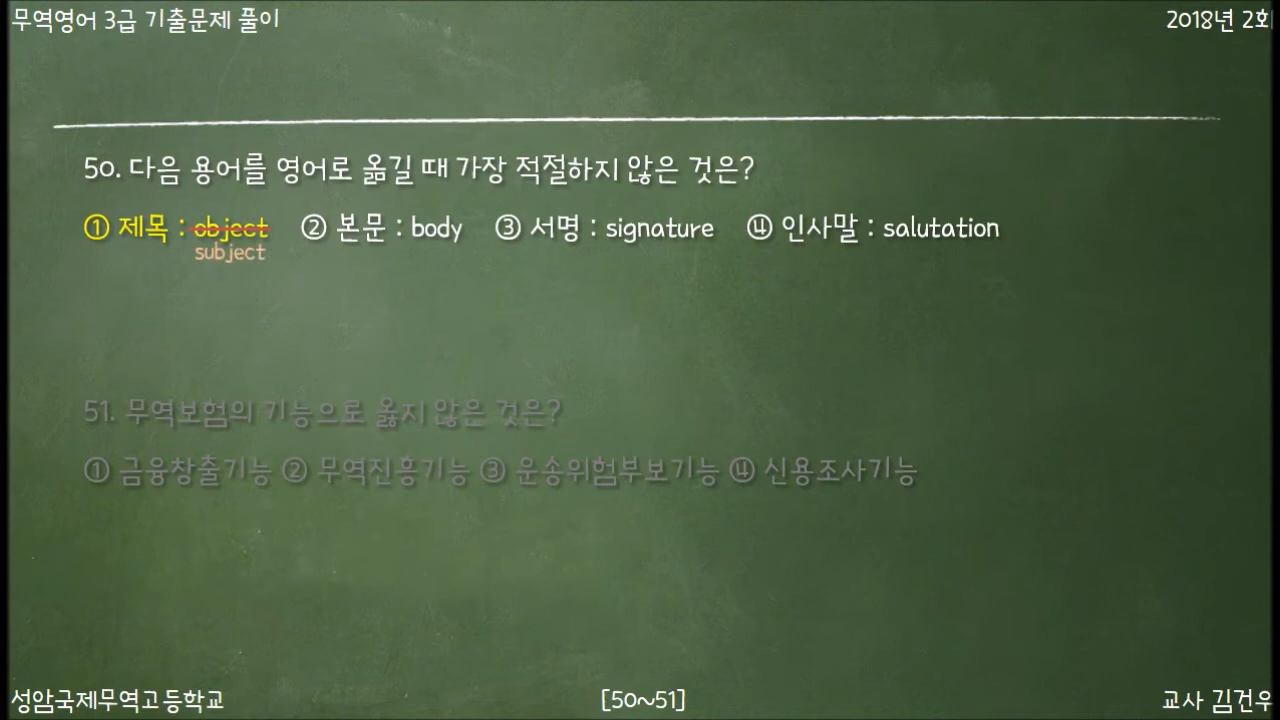 무역영어 3급 기출문제 풀이
2018년 2회
50. 다음 용어를 영어로 옮길 때 가장 적절하지 않은 것은?
① 제목 : object ② 본문 : body ③ 서명 : signature ④ 인사말 : salutation
subject
51. 무역보험의 기능으로 옳지 않은 것은?
① 금융창출기능 ② 무역진흥기능 ③ 운송위험부보기능 ④ 신용조사기능
성암국제무역고등학교
[50~51]
교사 김건우